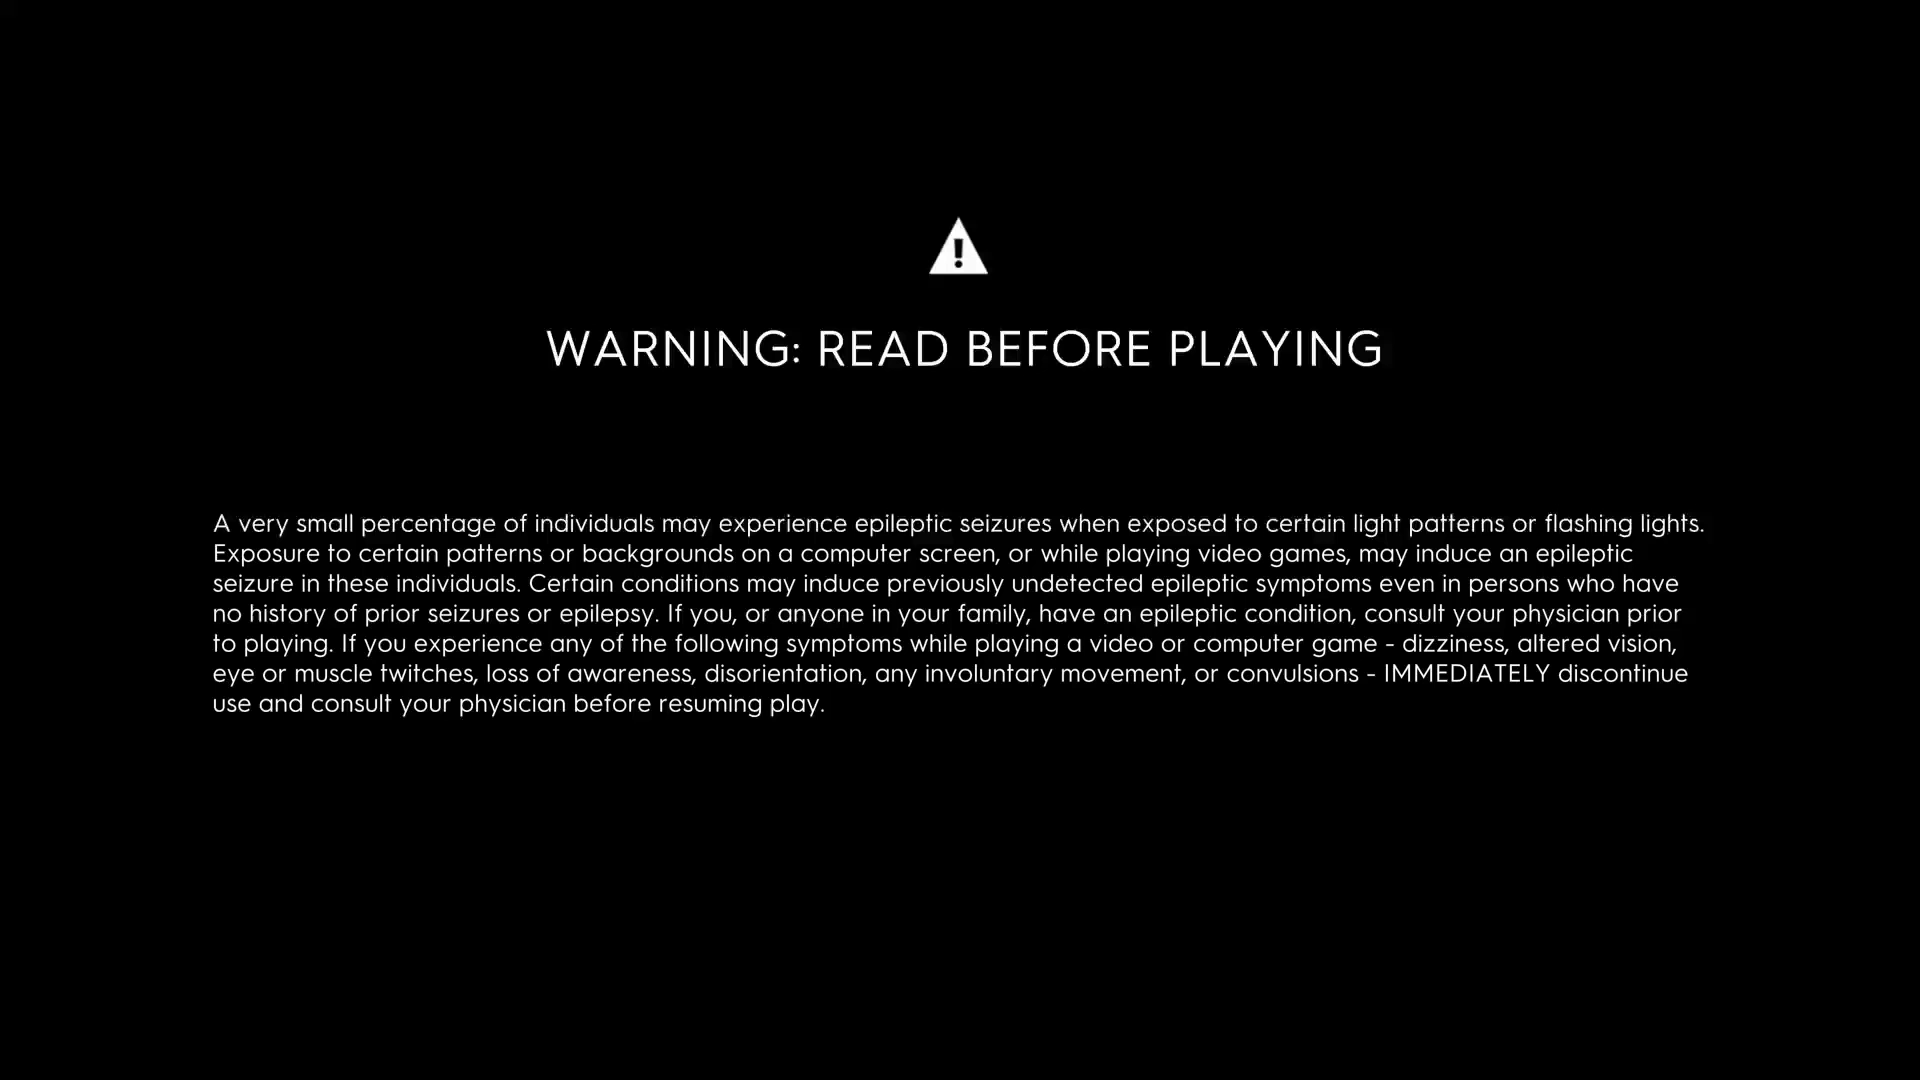 WARNING: READ BEFORE PLAYING
A very small percentage of individuals may experience epileptic seizures when exposed to certain light patterns or flashing lights.
Exposure to certain patterns or backgrounds on a computer screen, or while playing video games, may induce an epileptic
seizure in these individuals. Certain conditions may induce previously undetected epileptic symptoms even in persons who have
no history of prior seizures or epilepsy. If you, or anyone in your family, have an epileptic condition, consult your physician prior
to playing. If you experience any of the following symptoms while playing a video or computer game - dizziness, altered vision,
eye or muscle twitches, loss of awareness, disorientation, any involuntary movement, or convulsions - IMMEDIATELY discontinue
use and consult your physician before resuming play.